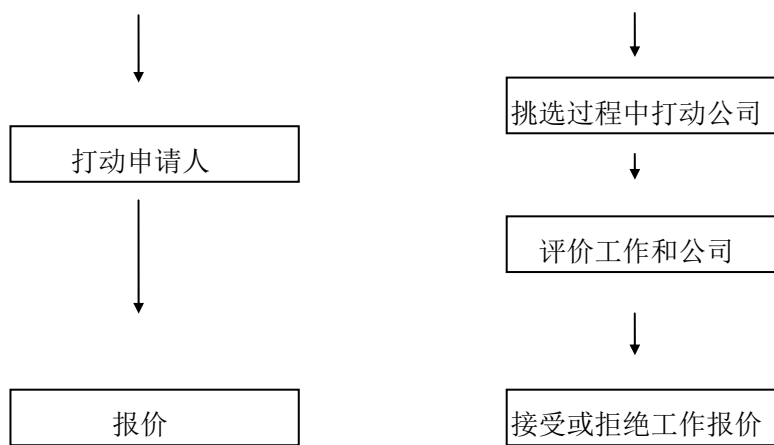 挑选过程中打动公司
打动申请人
评价工作和公司
报价
接受或拒绝工作报价